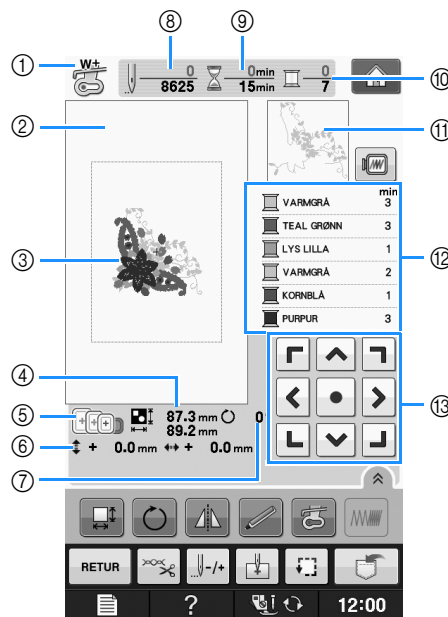 ⑧ ⑨
① W±
0 0min 0
8625 15min 7 ⑩
②
⑪
min
VARMGRÅ 3
TEAL GRØNN 3
LYS LILLA 1
⑫
VARMGRÅ 2
KORNBLÅ 1
PURPUR 3
③
④
⑤ 87.3 mm 0
89.2 mm
⑬
⑥ + 0.0 mm + 0.0 mm
⑦
RETUR -/+
? 12:00